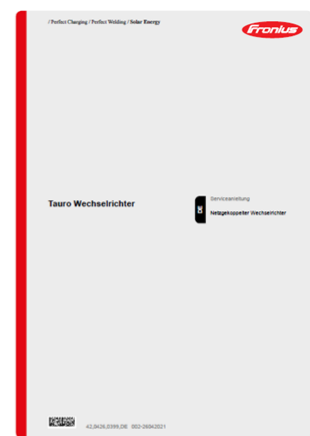 / Perfect Charging / Perfect Welding / Solar Energy
Fronius
Tauro Wechselrichter
DE
Serviceanleitung
Netzgekoppelter Wechselrichter
42,0426,0399,DE 002-26042021